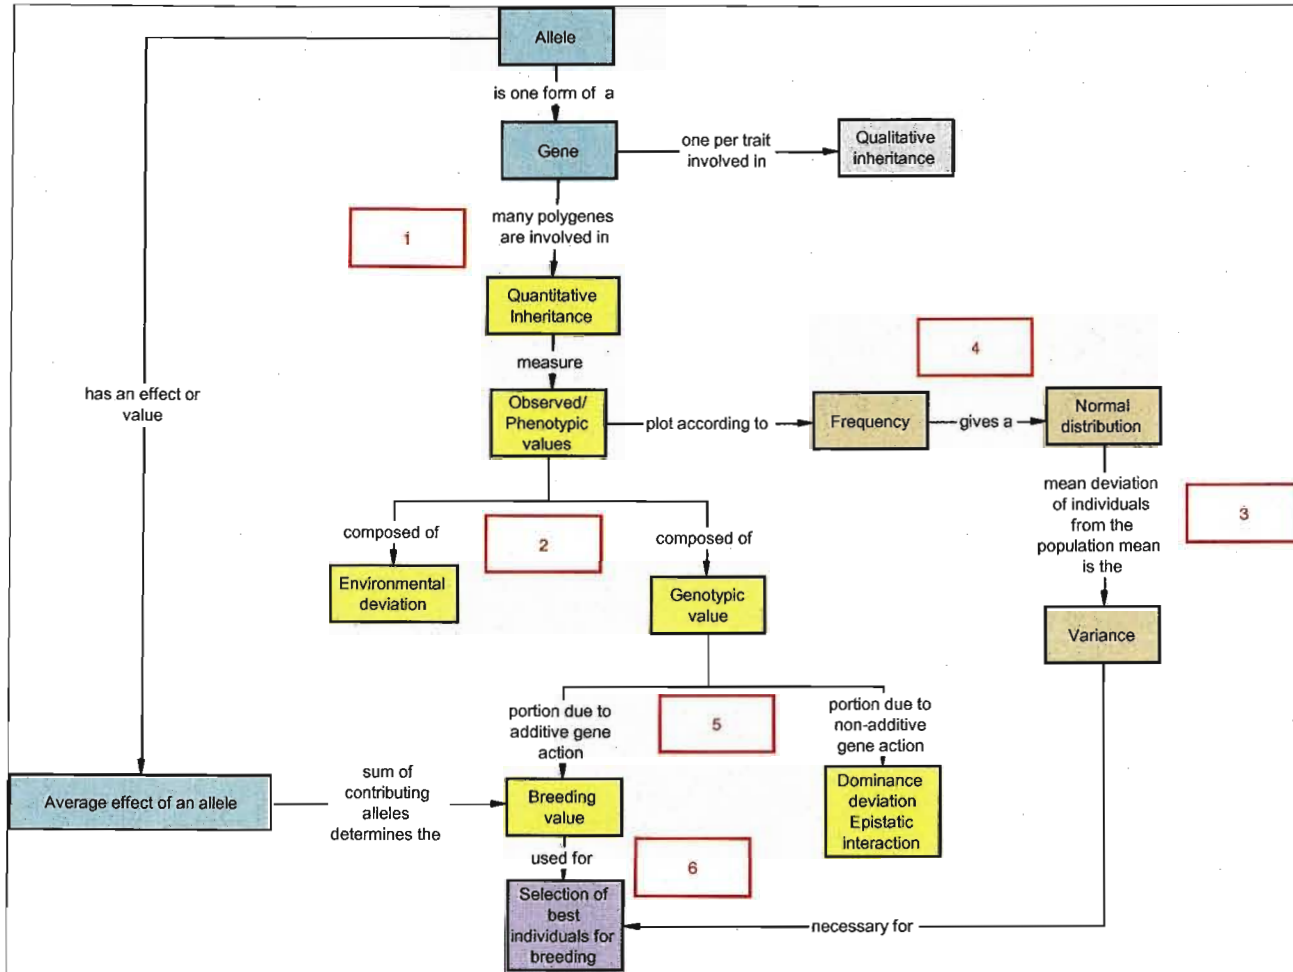 Allele
is one form of a
Gene
one per trait
involved in
Qualitative
inheritance
1
many polygenes
are involved in
Quantitative
Inheritance
4
measure
has an effect or
value
Observed/
Phenotypic
values
plot according to
Frequency
gives a
Normal
distribution
mean deviation
of individuals
from the
population mean
is the
3
composed of
2
composed of
Environmental
deviation
Genotypic
value
Variance
portion due to
additive gene
action
5
portion due to
non-additive
gene action
Average effect of an allele
sum of
contributing
alleles
determines the
Breeding
value
Dominance
deviation
Epistatic
interaction
used for
6
Selection of
best
individuals for
breeding
necessary for